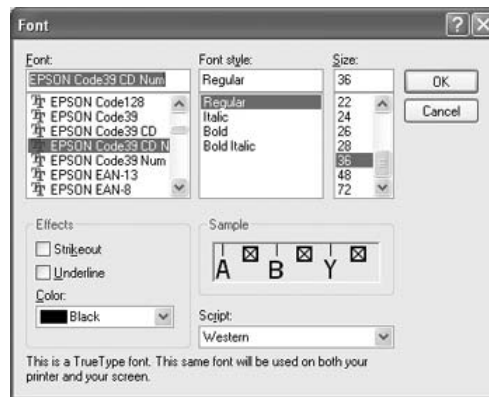 Font
Font:
EPSON Code39 CD Num
EPSON Code128
EPSON Code39
EPSON Code39 CD
EPSON Code39 CD N
EPSON Code39 Num
EPSON EAN-13
EPSON EAN-8
Font style:
Regular
Regular
Italic
Bold
Bold Italic
Size:
36
22
24
26
28
36
48
72
OK
Cancel
Effects
Strikeout
Underline
Color:
Black
Sample
A B Y
Script:
Western
This is a TrueType font. This same font will be used on both your
printer and your screen.